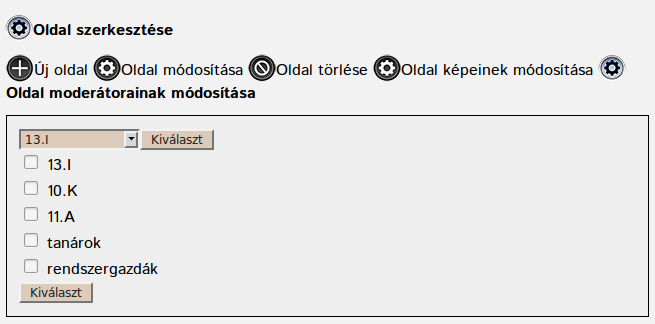 Oldal szerkesztése
Új oldal Oldal módosítása Oldal törlése Oldal képeinek módosítása
Oldal moderátorainak módosítása
13.I Kiválaszt
13.I
10.K
11.A
tanárok
rendszergazdák
Kiválaszt